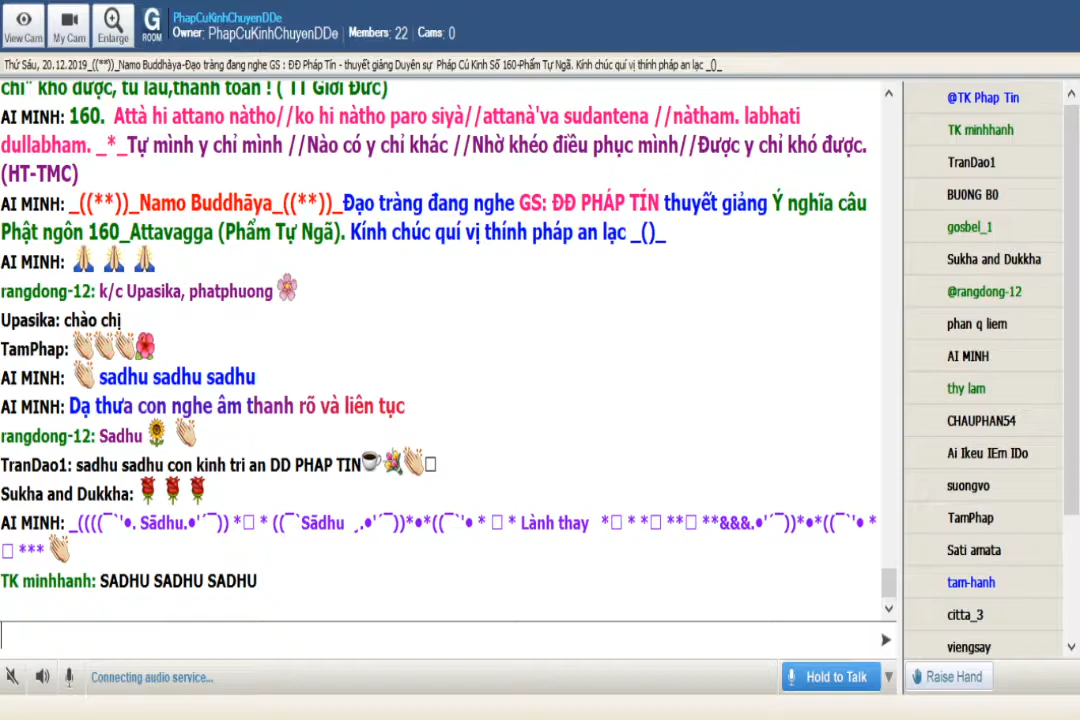 PhapCuKinhChuyenDDe
Owner: PhapCuKinhChuyenDDe Members: 22 Cams: 0
View Cam My Cam Enlarge G ROOM
Thứ Sáu, 20.12.2019_((**))_Namo Buddhàya-Đạo tràng đang nghe GS : ĐĐ Pháp Tín - thuyết giảng Duyên sự Pháp Cú Kinh Số 160-Phẩm Tự Ngã. Kính chúc quí vị thính pháp an lạc _()_
chỉ" khó được, tu lâu,thành toàn ! ( TT Giới Đức)
AI MINH: 160. Attà hi attano nàtho//ko hi nàtho paro siyà//attanà'va sudantena //nàtham. labhati
dullabham. _*_Tự mình y chỉ mình //Nào có y chỉ khác //Nhờ khéo điều phục mình//Được y chỉ khó được.
(HT-TMC)
AI MINH: _((**))_Namo Buddhāya_((**))_Đạo tràng đang nghe GS: ĐĐ PHÁP TÍN thuyết giảng Ý nghĩa câu
Phật ngôn 160_Attavagga (Phẩm Tự Ngã). Kính chúc quí vị thính pháp an lạc _()_
AI MINH: 🙏 🙏 🙏
rangdong-12: k/c Upasika, phatphuong 🌸
Upasika: chào chị
TamPhap: 👏👏👏🌺
AI MINH: 👏 sadhu sadhu sadhu
AI MINH: Dạ thưa con nghe âm thanh rõ và liên tục
rangdong-12: Sadhu 🌻 👏
TranDao1: sadhu sadhu con kinh tri an DD PHAP TIN☕💐👏□
Sukha and Dukkha: 🌹 🌹 🌹
AI MINH: _((((¯`'•. Sādhu.•'´¯)) *□ * ((¯`Sādhu ¸.•'´¯))*•*((¯`'• * □ * Lành thay *□ * *□ **□ **&&&.•'´¯))*•*((¯`'• *
□ *** 👏
TK minhhanh: SADHU SADHU SADHU
@TK Phap Tin
TK minhhanh
TranDao1
BUONG B0
gosbel_1
Sukha and Dukkha
@rangdong-12
phan q liem
AI MINH
thy lam
CHAUPHAN54
Ai lkeu IEm IDo
suongvo
TamPhap
Sati amata
tam-hanh
citta_3
viengsay
Connecting audio service... Hold to Talk Raise Hand